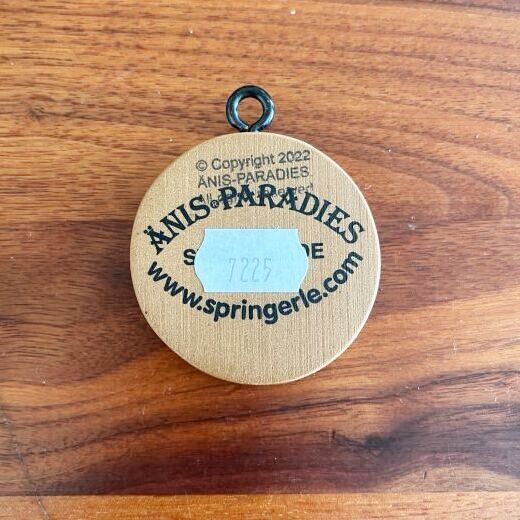 © Copyright 2022
ÄNIS-PARADIES.
ÄNIS-PARADIES
7225
www.springerle.com